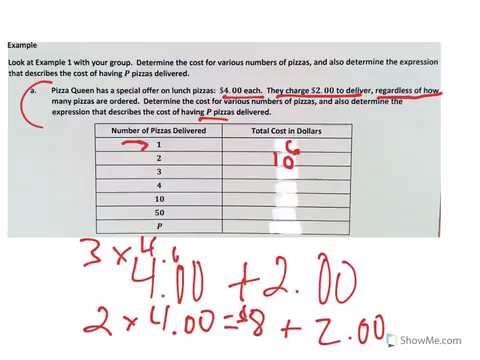 Example
Look at Example 1 with your group. Determine the cost for various numbers of pizzas, and also determine the expression
that describes the cost of having P pizzas delivered.
a. Pizza Queen has a special offer on lunch pizzas: $4.00 each. They charge $2.00 to deliver, regardless of how
many pizzas are ordered. Determine the cost for various numbers of pizzas, and also determine the
expression that describes the cost of having P pizzas delivered.
Number of Pizzas Delivered Total Cost in Dollars
1 6
2 10
3
4
10
50
P
3 × 4.
4.00 + 2.00
2 × 4.00 = $8 + 2.00
ShowMe.com